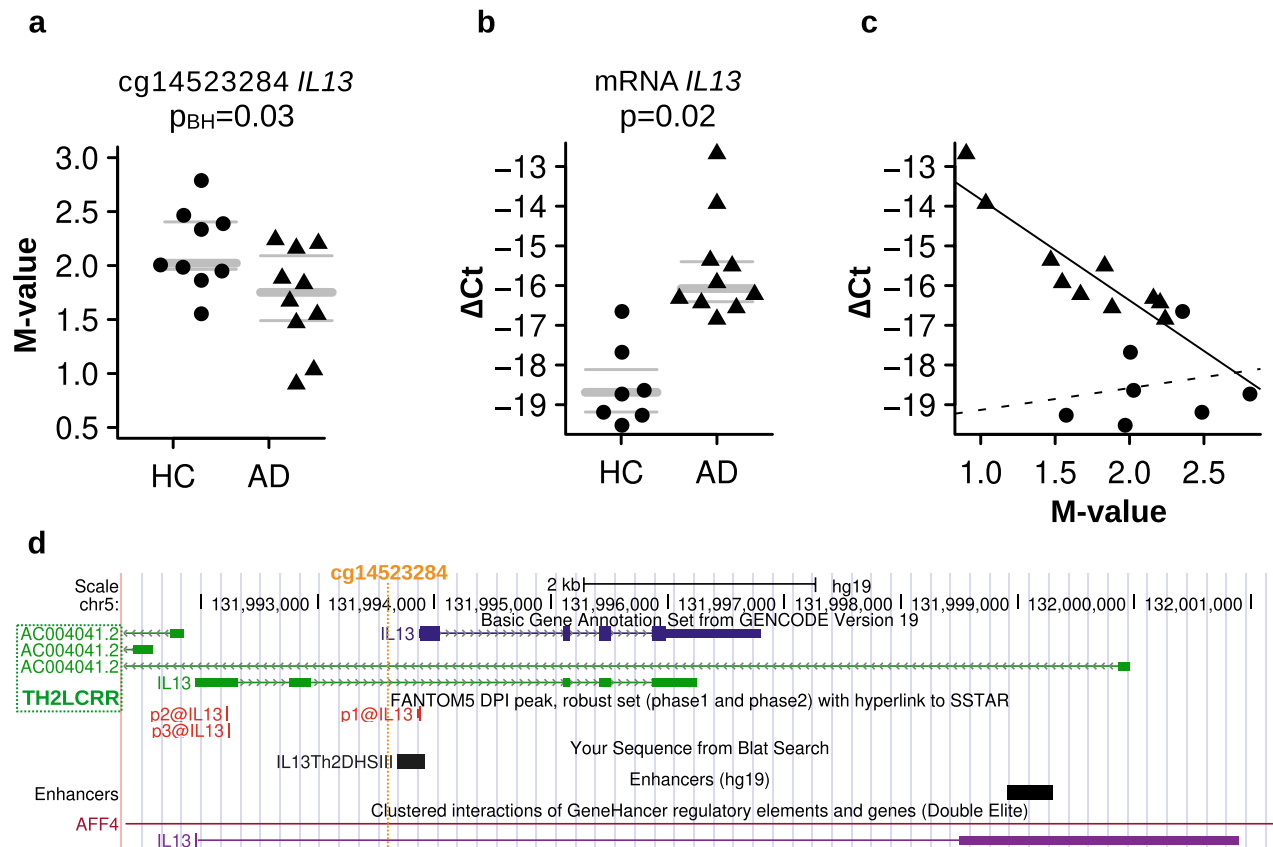 a
cg14523284 IL13
pBH=0.03
3.0
2.5
2.0
1.5
1.0
0.5
M-value
HC AD
b
mRNA IL13
p=0.02
−13
−14
−15
−16
−17
−18
−19
ΔCt
HC AD
c
−13
−14
−15
−16
−17
−18
−19
ΔCt
1.0 1.5 2.0 2.5
M-value
d
cg14523284
Scale 2 kb hg19
chr5: 131,993,000 131,994,000 131,995,000 131,996,000 131,997,000 131,998,000 131,999,000 132,000,000 132,001,000
Basic Gene Annotation Set from GENCODE Version 19
AC004041.2 IL13
AC004041.2
AC004041.2
IL13
TH2LCRR
FANTOM5 DPI peak, robust set (phase1 and phase2) with hyperlink to SSTAR
p2@IL13 p1@IL13
p3@IL13
Your Sequence from Blat Search
IL13Th2DHSIII
Enhancers (hg19)
Enhancers
Clustered interactions of GeneHancer regulatory elements and genes (Double Elite)
AFF4
IL13